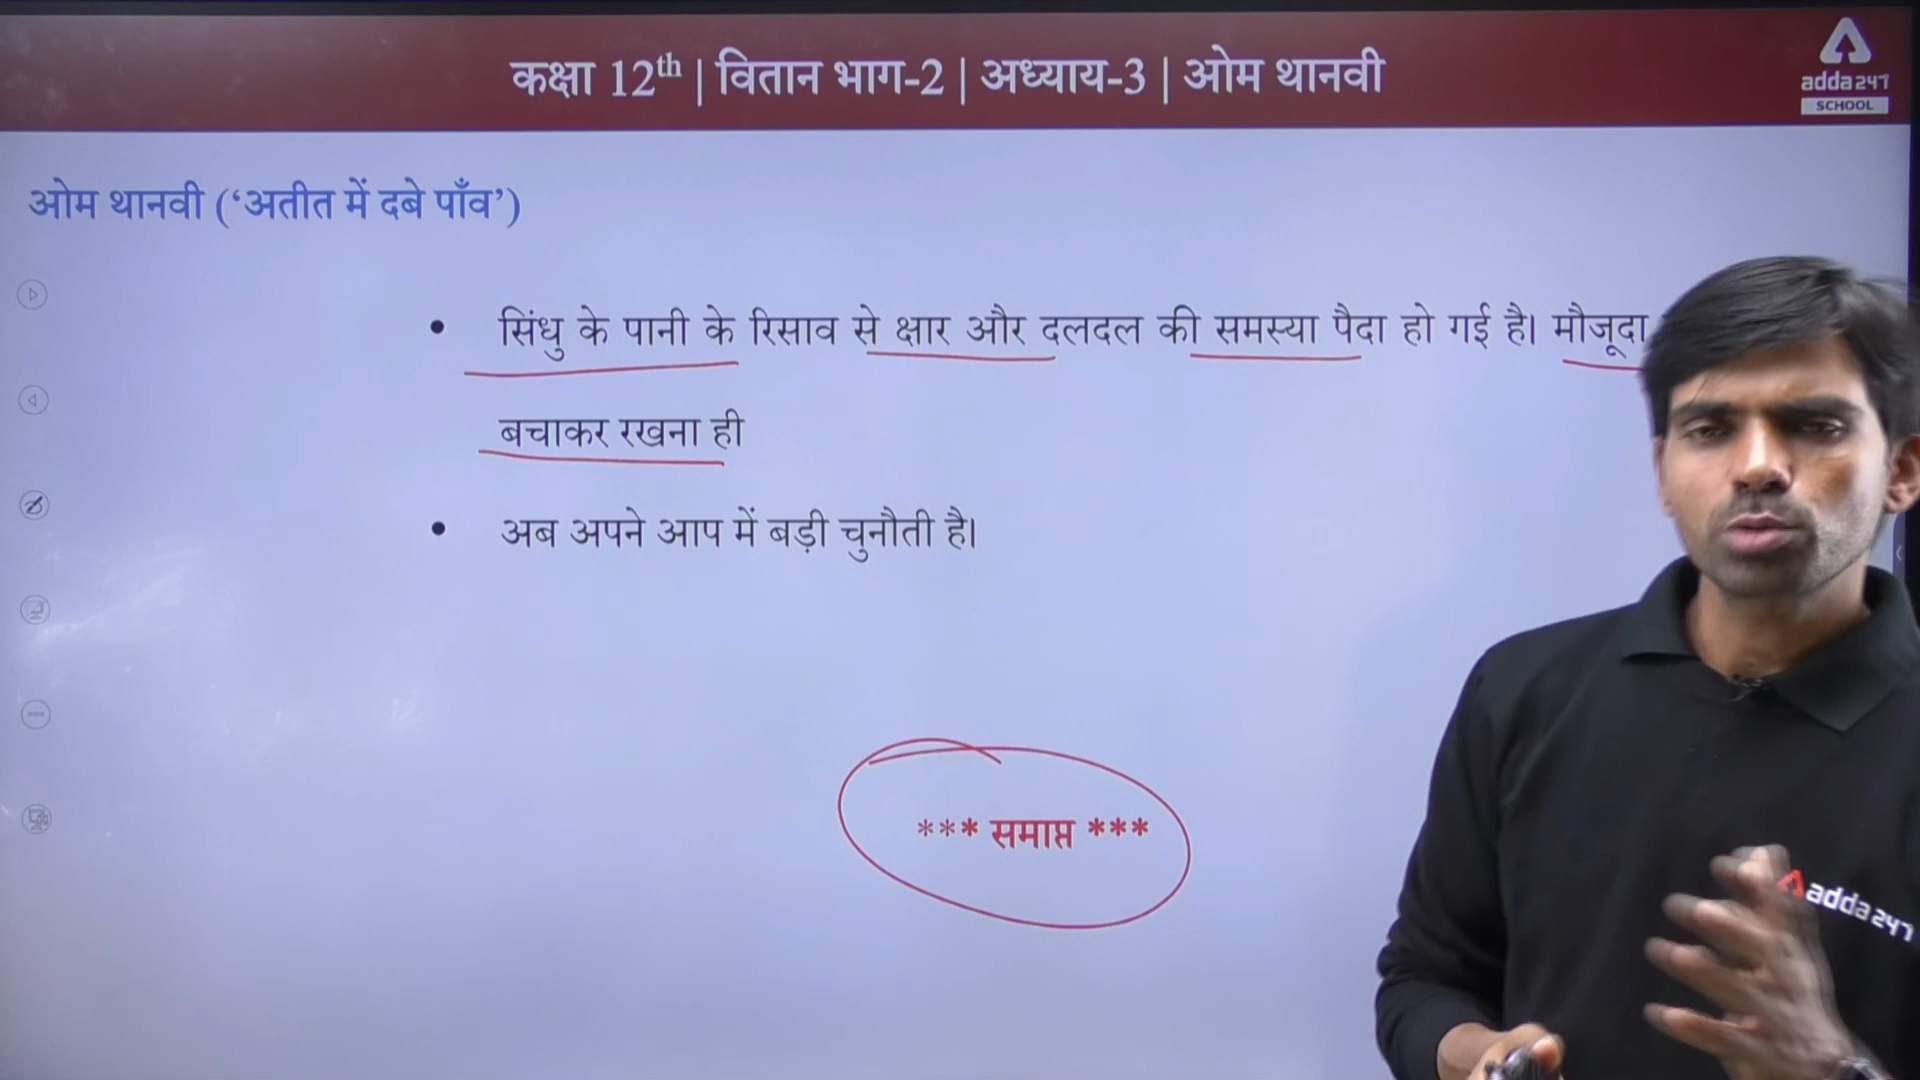 कक्षा 12th | वितान भाग-2 | अध्याय-3 | ओम थानवी
adda247
SCHOOL
ओम थानवी (‘अतीत में दबे पाँव’)
• सिंधु के पानी के रिसाव से क्षार और दलदल की समस्या पैदा हो गई है। मौजूदा
बचाकर रखना ही
• अब अपने आप में बड़ी चुनौती है।
*** समाप्त ***
adda247